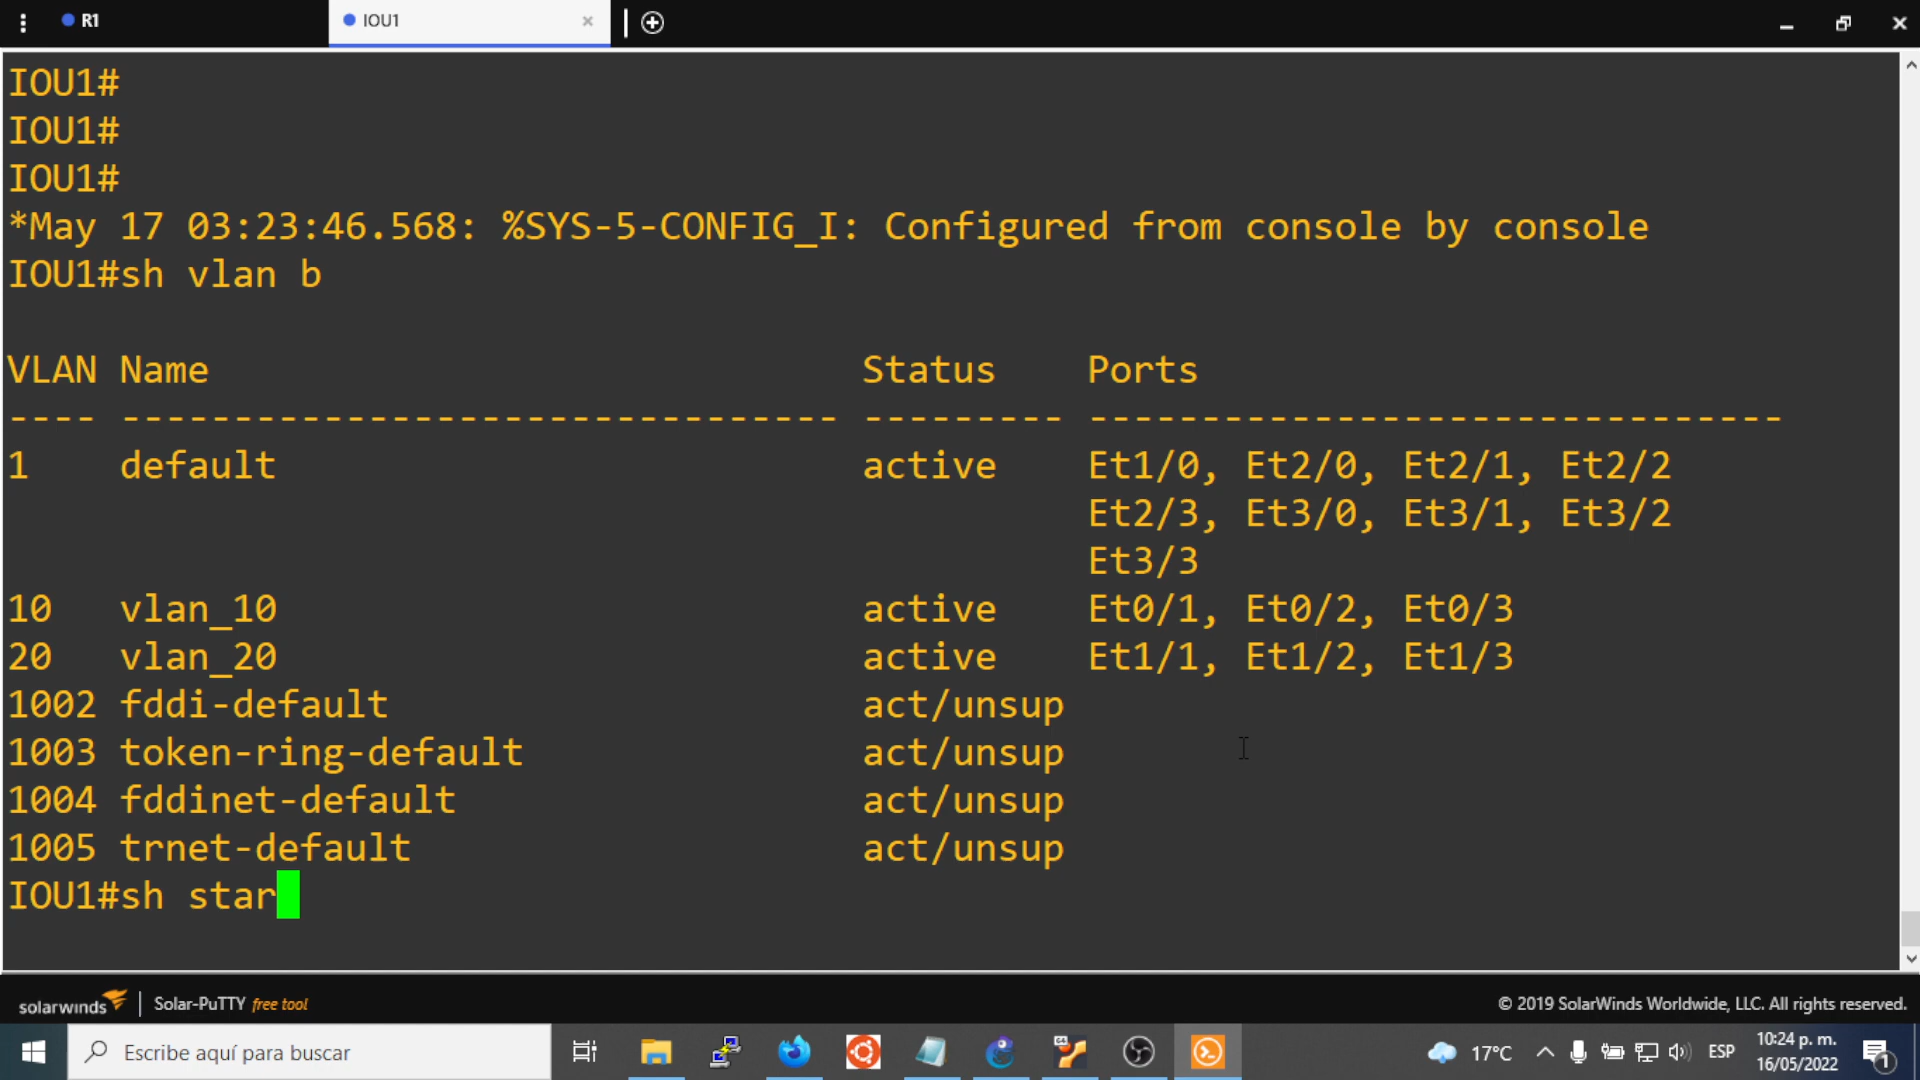 R1
IOU1
IOU1#
IOU1#
IOU1#
*May 17 03:23:46.568: %SYS-5-CONFIG_I: Configured from console by console
IOU1#sh vlan b
VLAN Name Status Ports
---- -------------------------------- --------- -------------------------------
1 default active Et1/0, Et2/0, Et2/1, Et2/2
Et2/3, Et3/0, Et3/1, Et3/2
Et3/3
10 vlan_10 active Et0/1, Et0/2, Et0/3
20 vlan_20 active Et1/1, Et1/2, Et1/3
1002 fddi-default act/unsup
1003 token-ring-default act/unsup
1004 fddinet-default act/unsup
1005 trnet-default act/unsup
IOU1#sh star
solarwinds Solar-PuTTY free tool
© 2019 SolarWinds Worldwide, LLC. All rights reserved.
Escribe aquí para buscar
17°C
ESP
10:24 p. m.
16/05/2022
1